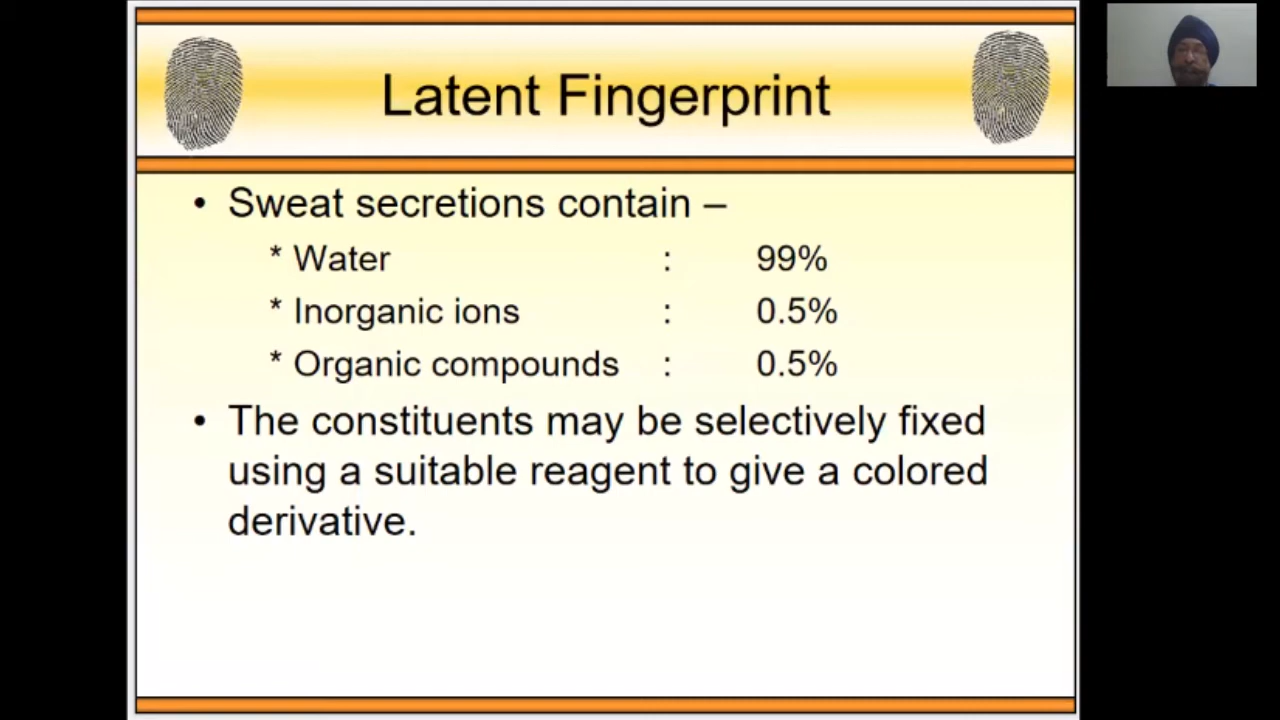 Latent Fingerprint
• Sweat secretions contain –
* Water : 99%
* Inorganic ions : 0.5%
* Organic compounds : 0.5%
• The constituents may be selectively fixed
using a suitable reagent to give a colored
derivative.